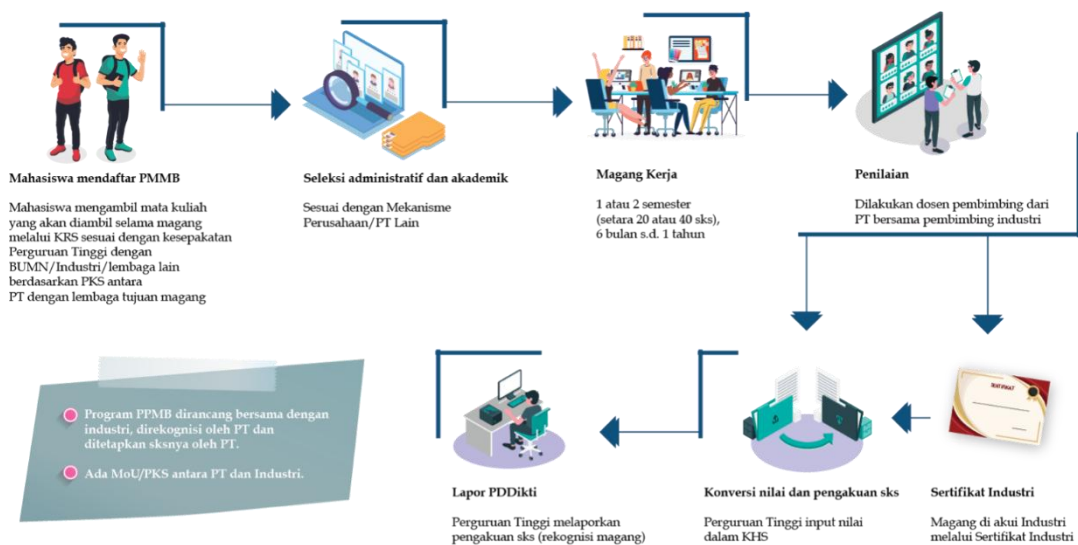 Mahasiswa mendaftar PMMB
Mahasiswa mengambil mata kuliah
yang akan diambil selama magang
melalui KRS sesuai dengan kesepakatan
Perguruan Tinggi dengan
BUMN/Industri/lembaga lain
berdasarkan PKS antara
PT dengan lembaga tujuan magang
Seleksi administratif dan akademik
Sesuai dengan Mekanisme
Perusahaan/PT Lain
Magang Kerja
1 atau 2 semester
(setara 20 atau 40 sks),
6 bulan s.d. 1 tahun
Penilaian
Dilakukan dosen pembimbing dari
PT bersama pembimbing industri
Program PPMB dirancang bersama dengan
industri, direkognisi oleh PT dan
ditetapkan sksnya oleh PT.
Ada MoU/PKS antara PT dan Industri.
Lapor PDDikti
Perguruan Tinggi melaporkan
pengakuan sks (rekognisi magang)
Konversi nilai dan pengakuan sks
Perguruan Tinggi input nilai
dalam KHS
SERTIFIKAT
Sertifikat Industri
Magang di akui Industri
melalui Sertifikat Industri